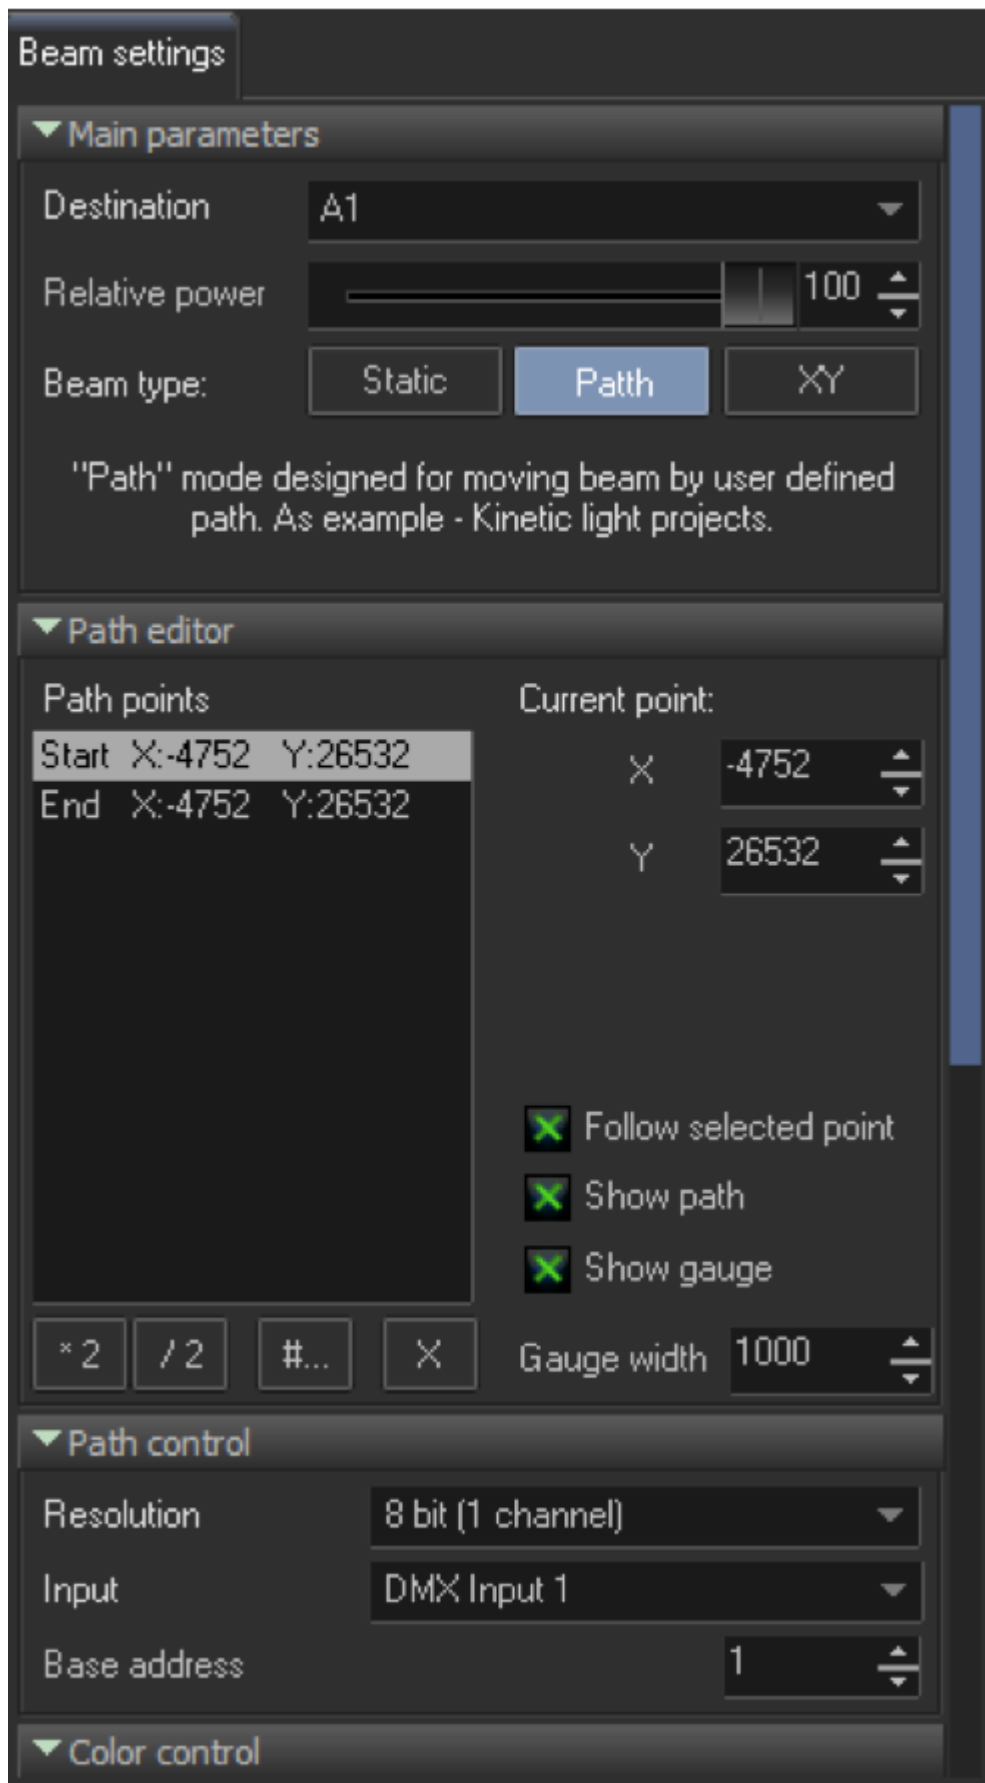 Beam settings
Main parameters
Destination A1
Relative power 100
Beam type: Static Patth XY
"Path" mode designed for moving beam by user defined
path. As example - Kinetic light projects.
Path editor
Path points Current point:
Start X:-4752 Y:26532
End X:-4752 Y:26532
X -4752
Y 26532
Follow selected point
Show path
Show gauge
* 2 / 2 #... X Gauge width 1000
Path control
Resolution 8 bit (1 channel)
Input DMX Input 1
Base address 1
Color control